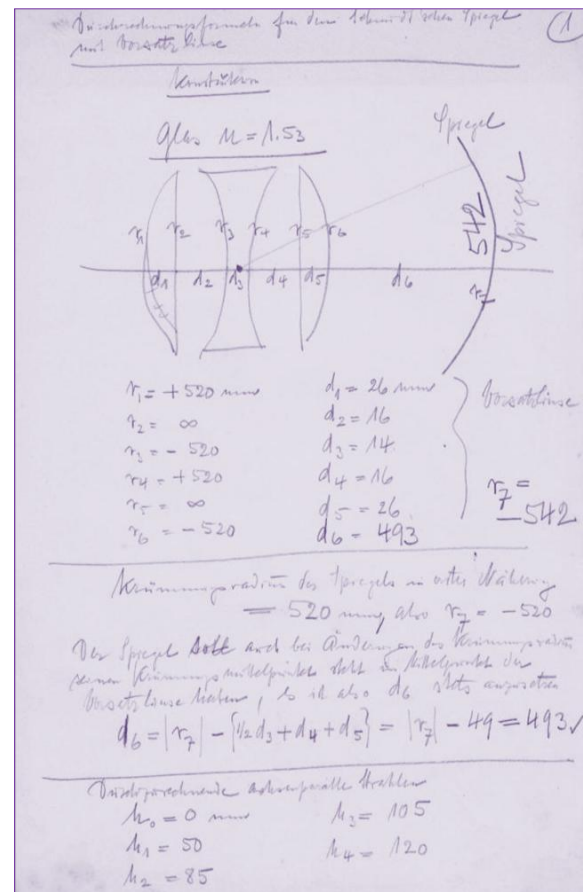 Durchrechnungsformeln für den Schmidt'schen Spiegel
mit Vorsatzlinse
1
Konstruktion
Glas n = 1.53
Spiegel
r1 r2 r3 r4 r5 r6
542
Spiegel
d1 d2 d3 d4 d5 d6
r7
r1 = +520 mm d1 = 26 mm
r2 = ∞ d2 = 16
r3 = - 520 d3 = 14
r4 = +520 d4 = 16
r5 = ∞ d5 = 26
r6 = - 520 d6 = 493
Vorsatzlinse
r7 =
- 542
Krümmungsradius des Spiegels in erster Näherung
= 520 mm, also r7 = -520
Der Spiegel soll auch bei Änderungen des Krümmungsradius
seinen Krümmungsmittelpunkt stets im Mittelpunkt der
Vorsatzlinse haben, es ist also d6 stets anzusetzen
d6 = |r7| - {½ d3 + d4 + d5} = |r7| - 49 = 493 ✓
Durchzurechnende achsenparallele Strahlen
h0 = 0 mm h3 = 105
h1 = 50 h4 = 120
h2 = 85